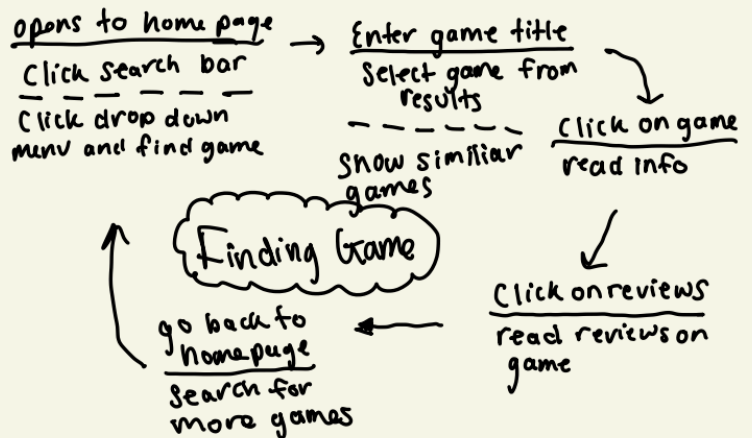 opens to home page
Click search bar
Click drop down
menu and find game
Enter game title
Select game from
results
Show similiar
games
Click on game
read info
Click on reviews
read reviews on
game
go back to
homepage
search for
more games
Finding Game